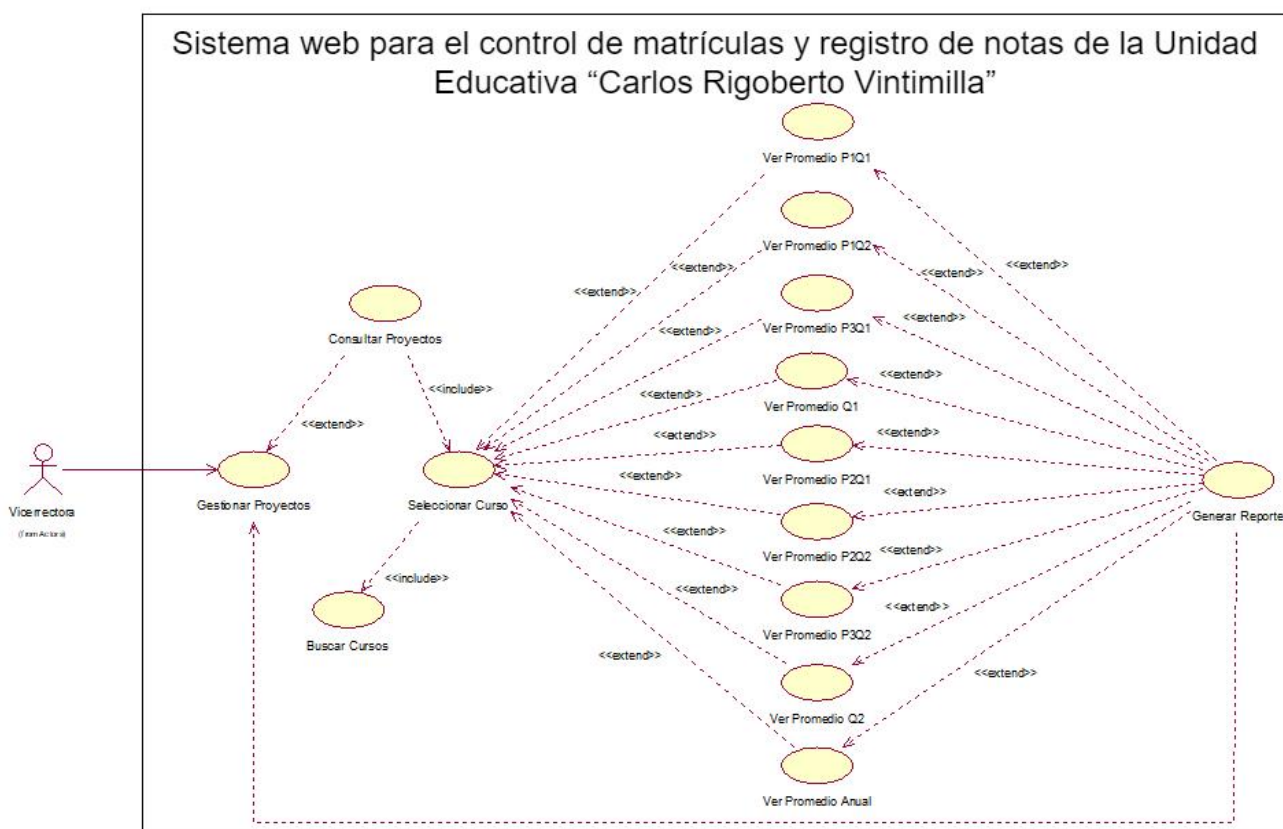 Sistema web para el control de matrículas y registro de notas de la Unidad
Educativa “Carlos Rigoberto Vintimilla”
Ver Promedio P1Q1
Ver Promedio P1Q2
<<extend>>
<<extend>>
<<extend>>
<<extend>>
<<extend>>
Ver Promedio P3Q1
<<extend>>
Consultar Proyectos
<<extend>>
<<extend>>
<<include>>
<<extend>>
Ver Promedio Q1
<<extend>>
<<extend>>
<<extend>>
Vicerrectora
(from Actors)
Gestionar Proyectos
Seleccionar Curso
<<extend>>
Ver Promedio P2Q1
<<extend>>
Generar Reporte
<<extend>>
Ver Promedio P2Q2
<<extend>>
<<include>>
<<extend>>
<<extend>>
Buscar Cursos
Ver Promedio P3Q2
<<extend>>
<<extend>>
Ver Promedio Q2
Ver Promedio Anual